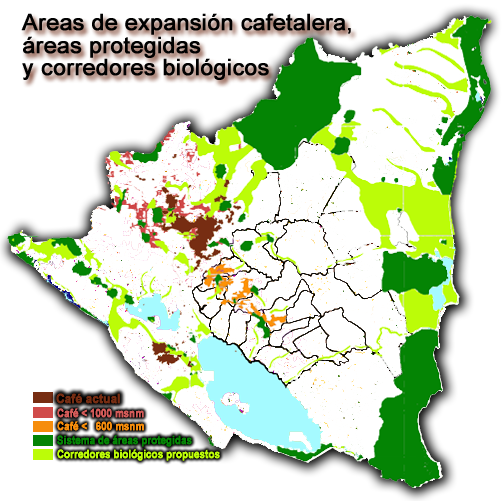 Areas de expansión cafetalera,
áreas protegidas
y corredores biológicos
Café actual
Café < 1000 msnm
Café < 600 msnm
Sistema de áreas protegidas
Corredores biológicos propuestos